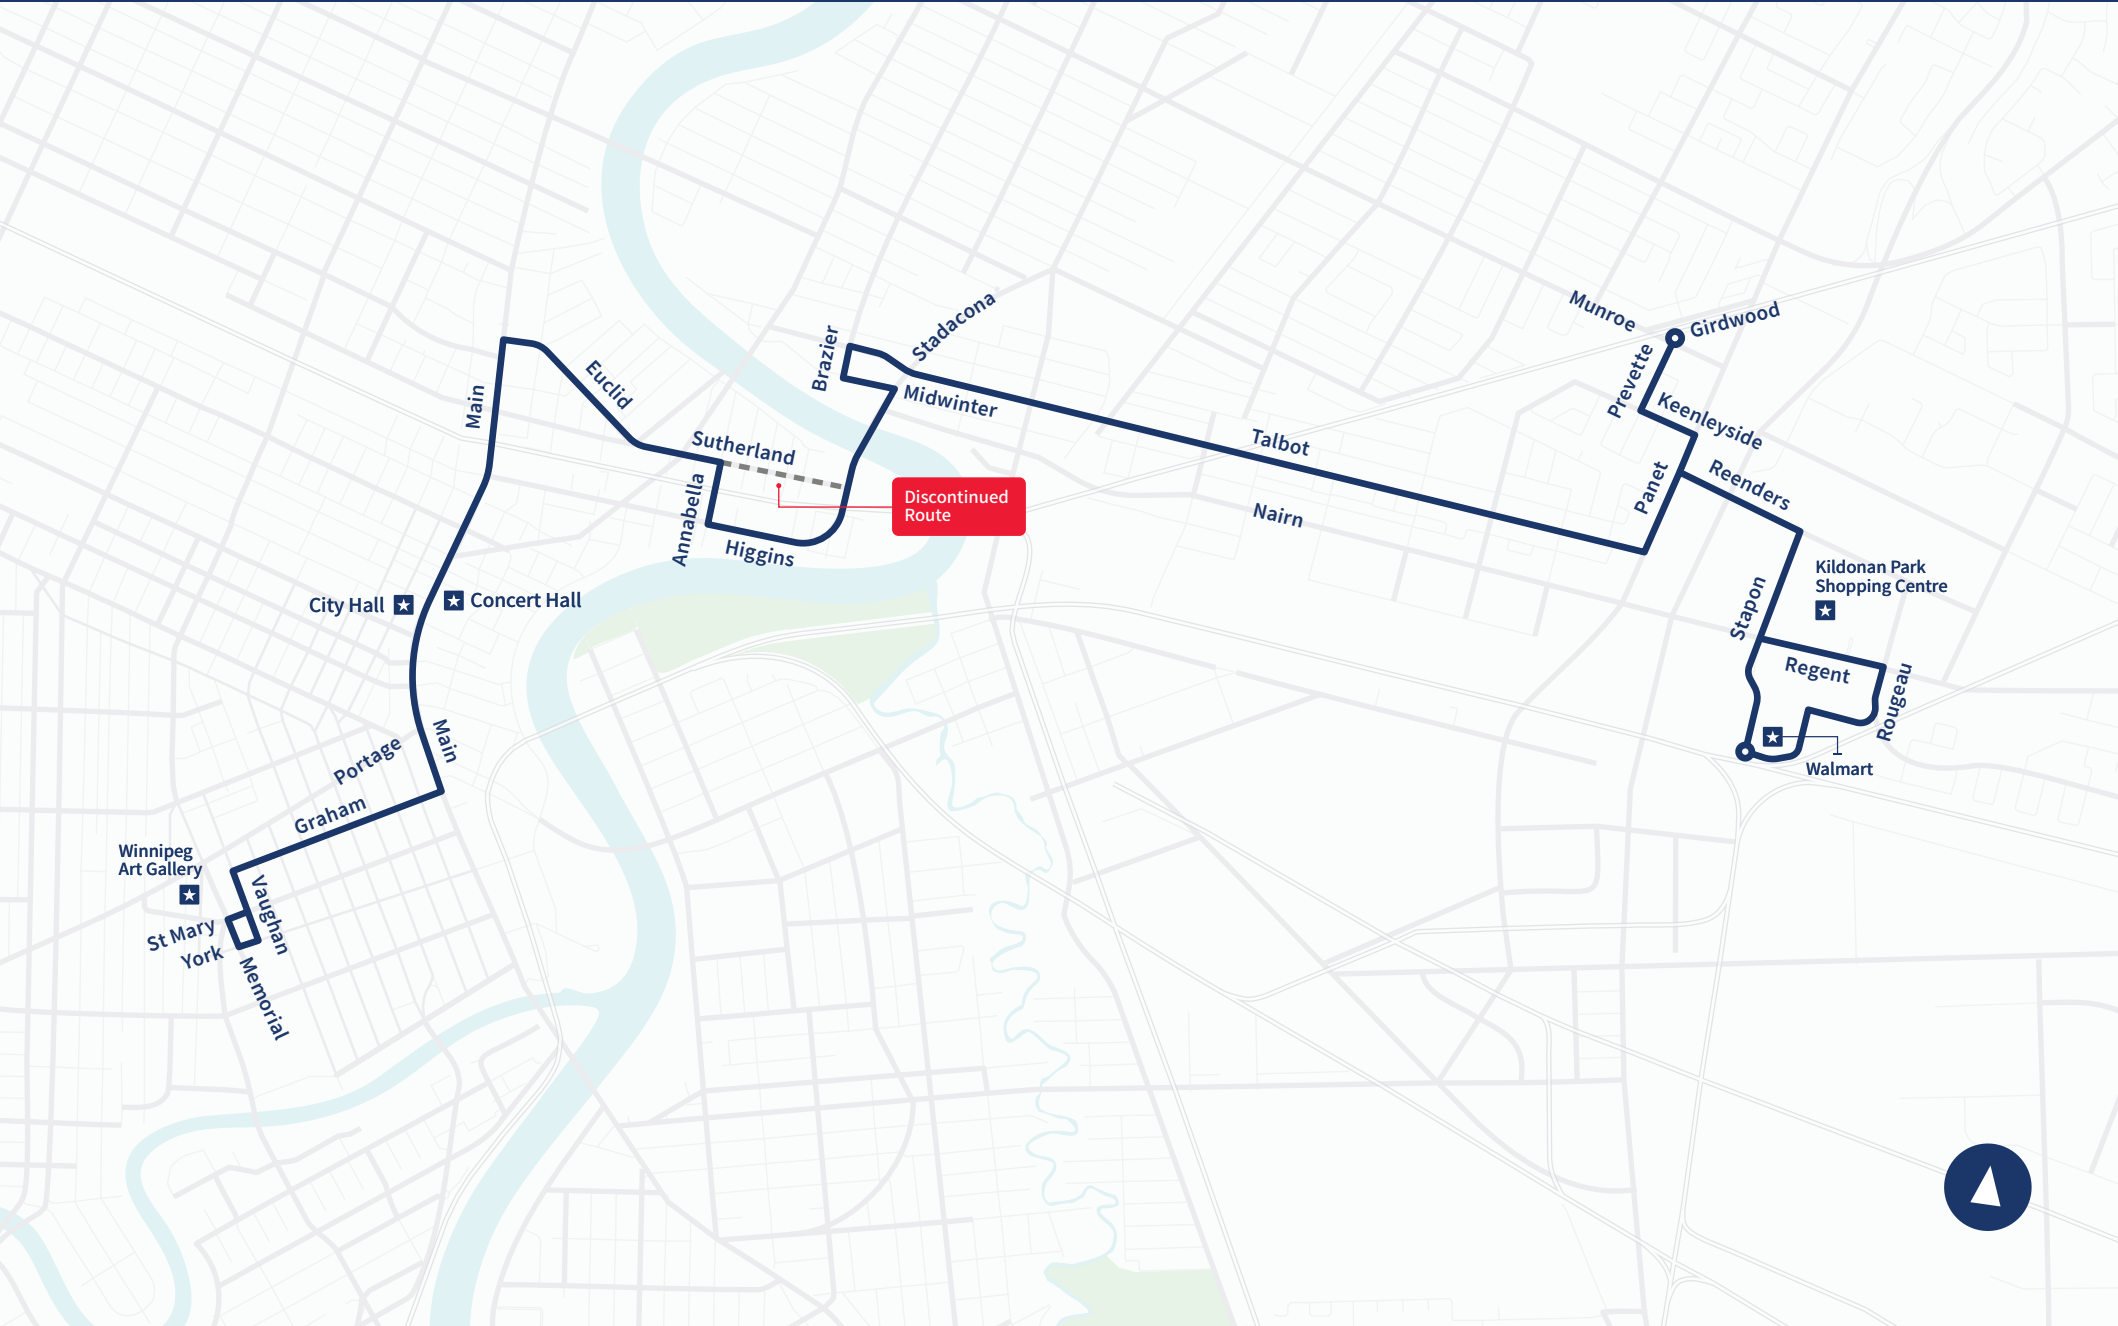 Stadacona
Munroe
Girdwood
Brazier
Prevette
Euclid
Main
Midwinter
Keenleyside
Talbot
Sutherland
Reenders
Panet
Annabella
Discontinued
Route
Nairn
Higgins
Kildonan Park
Shopping Centre
City Hall
Concert Hall
Stapon
Regent
Rougeau
Main
Portage
Walmart
Graham
Winnipeg
Art Gallery
Vaughan
St Mary
York
Memorial